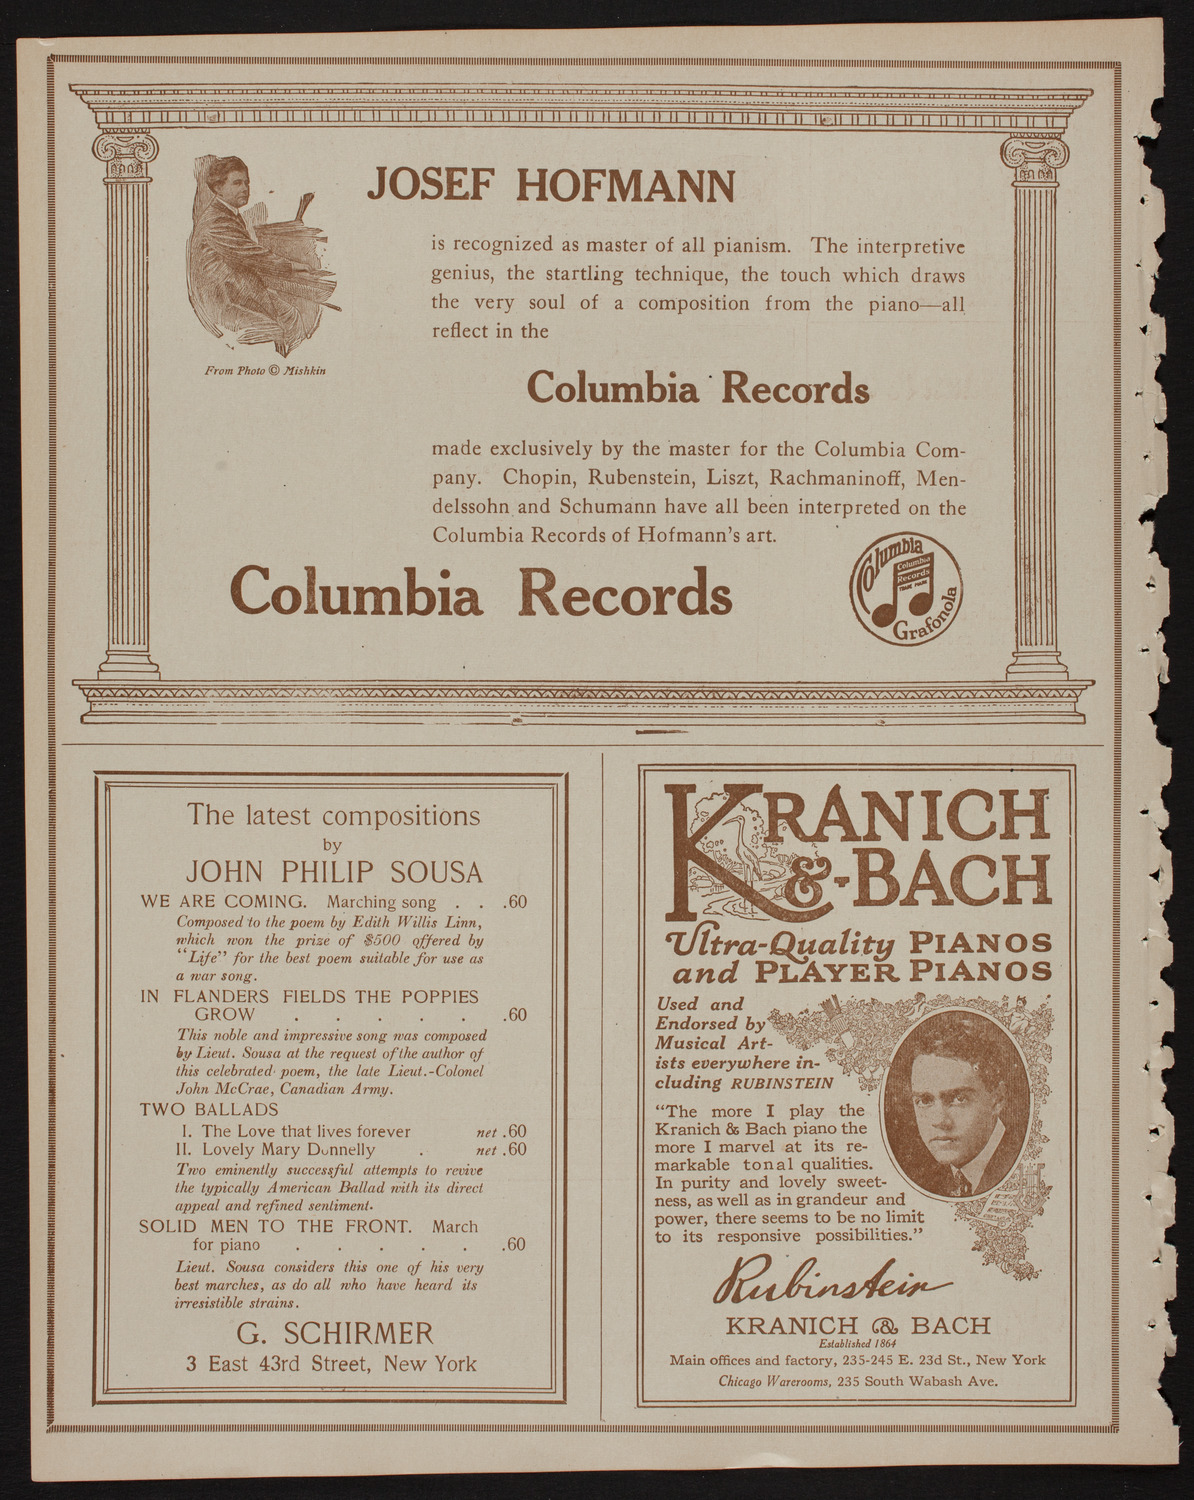 JOSEF HOFMANN
is recognized as master of all pianism. The interpretive
genius, the startling technique, the touch which draws
the very soul of a composition from the piano—all
reflect in the
From Photo © Mishkin
Columbia Records
made exclusively by the master for the Columbia Com-
pany. Chopin, Rubenstein, Liszt, Rachmaninoff, Men-
delssohn and Schumann have all been interpreted on the
Columbia Records of Hofmann's art.
Columbia Records
Columbia
Columbia
Records
TRADE MARK
Grafonola
The latest compositions
by
JOHN PHILIP SOUSA
WE ARE COMING. Marching song . . .60
Composed to the poem by Edith Willis Linn,
which won the prize of $500 offered by
"Life" for the best poem suitable for use as
a war song.
IN FLANDERS FIELDS THE POPPIES
GROW . . . . . .60
This noble and impressive song was composed
by Lieut. Sousa at the request of the author of
this celebrated poem, the late Lieut.-Colonel
John McCrae, Canadian Army.
TWO BALLADS
I. The Love that lives forever net .60
II. Lovely Mary Donnelly . net .60
Two eminently successful attempts to revive
the typically American Ballad with its direct
appeal and refined sentiment.
SOLID MEN TO THE FRONT. March
for piano . . . . . .60
Lieut. Sousa considers this one of his very
best marches, as do all who have heard its
irresistible strains.
G. SCHIRMER
3 East 43rd Street, New York
KRANICH
&-BACH
Ultra-Quality PIANOS
and PLAYER PIANOS
Used and
Endorsed by
Musical Art-
ists everywhere in-
cluding RUBINSTEIN
"The more I play the
Kranich & Bach piano the
more I marvel at its re-
markable tonal qualities.
In purity and lovely sweet-
ness, as well as in grandeur and
power, there seems to be no limit
to its responsive possibilities."
Rubinstein
KRANICH & BACH
Established 1864
Main offices and factory, 235-245 E. 23d St., New York
Chicago Warerooms, 235 South Wabash Ave.